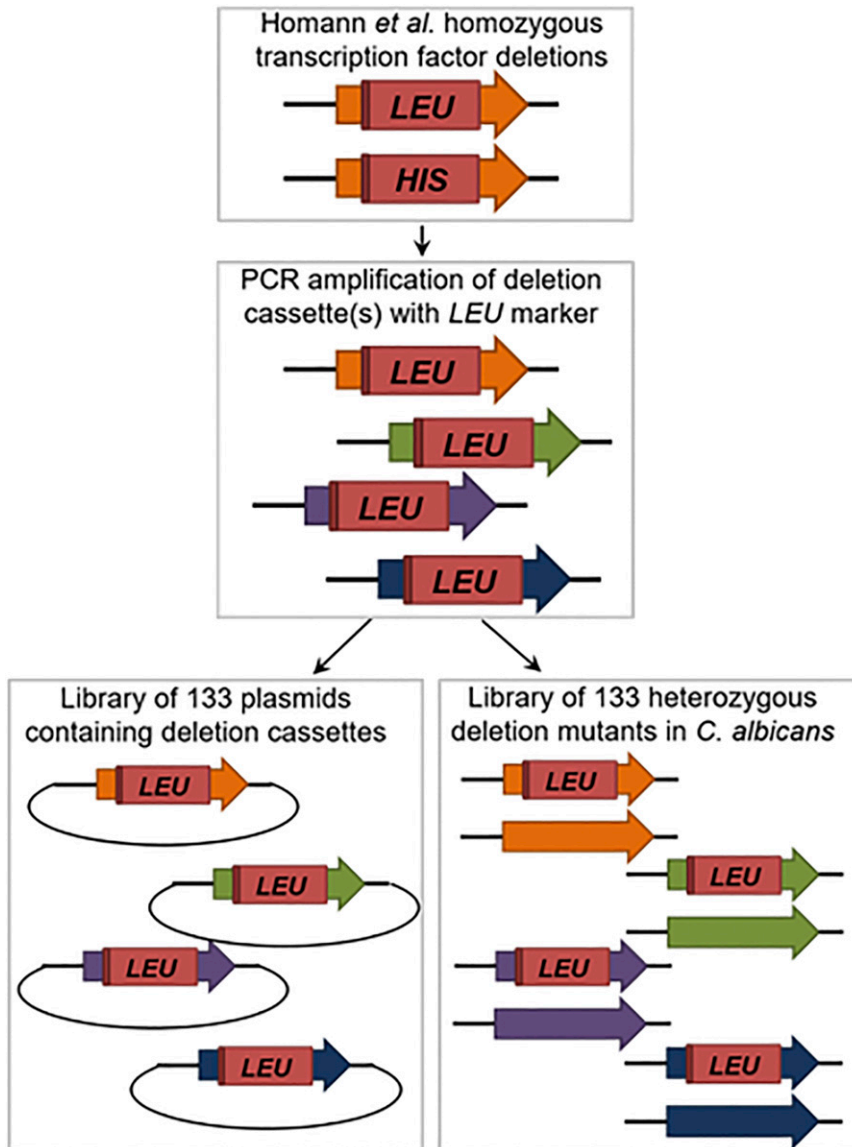 Homann et al. homozygous
transcription factor deletions
LEU
HIS
PCR amplification of deletion
cassette(s) with LEU marker
LEU
LEU
LEU
LEU
Library of 133 plasmids
containing deletion cassettes
LEU
LEU
LEU
LEU
Library of 133 heterozygous
deletion mutants in C. albicans
LEU
LEU
LEU
LEU